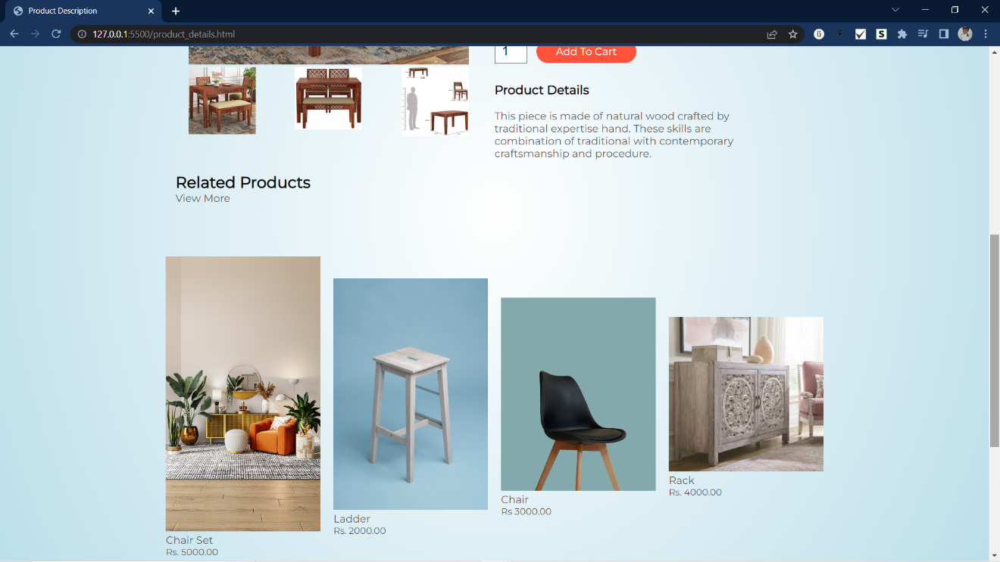 Product Description
127.0.0.1:5500/product_details.html
1
Add To Cart
Product Details
This piece is made of natural wood crafted by
traditional expertise hand. These skills are
combination of traditional with contemporary
craftsmanship and procedure.
Related Products
View More
Chair Set
Rs. 5000.00
Ladder
Rs. 2000.00
Chair
Rs 3000.00
Rack
Rs. 4000.00